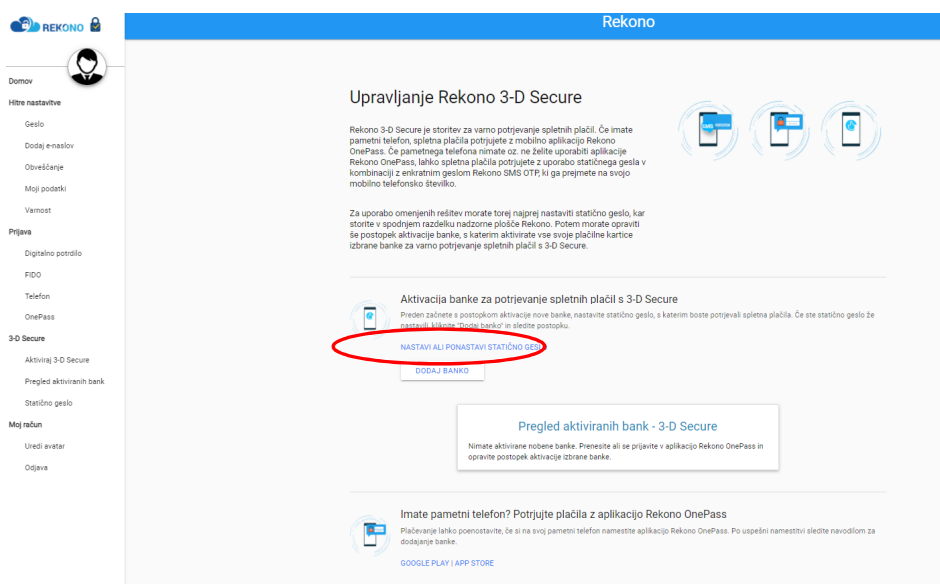 REKONO
Rekono
Domov
Hitre nastavitve
Geslo
Dodaj e-naslov
Obveščanje
Moji podatki
Varnost
Prijava
Digitalno potrdilo
FIDO
Telefon
OnePass
3-D Secure
Aktiviraj 3-D Secure
Pregled aktiviranih bank
Statično geslo
Moj račun
Uredi avatar
Odjava
Upravljanje Rekono 3-D Secure
Rekono 3-D Secure je storitev za varno potrjevanje spletnih plačil. Če imate
pametni telefon, spletna plačila potrjujete z mobilno aplikacijo Rekono
OnePass. Če pametnega telefona nimate oz. ne želite uporabiti aplikacije
Rekono OnePass, lahko spletna plačila potrjujete z uporabo statičnega gesla v
kombinaciji z enkratnim geslom Rekono SMS OTP, ki ga prejmete na svojo
mobilno telefonsko številko.
Za uporabo omenjenih rešitev morate torej najprej nastaviti statično geslo, kar
storite v spodnjem razdelku nadzorne plošče Rekono. Potem morate opraviti
še postopek aktivacije banke, s katerim aktivirate vse svoje plačilne kartice
izbrane banke za varno potrjevanje spletnih plačil s 3-D Secure.
SMS
Aktivacija banke za potrjevanje spletnih plačil s 3-D Secure
Preden začnete s postopkom aktivacije nove banke, nastavite statično geslo, s katerim boste potrjevali spletna plačila. Če ste statično geslo že
nastavili, kliknite "Dodaj banko" in sledite postopku.
NASTAVI ALI PONASTAVI STATIČNO GESL
DODAJ BANKO
Pregled aktiviranih bank - 3-D Secure
Nimate aktivirane nobene banke. Prenesite ali se prijavite v aplikacijo Rekono OnePass in
opravite postopek aktivacije izbrane banke.
Imate pametni telefon? Potrjujte plačila z aplikacijo Rekono OnePass
Plačevanje lahko poenostavite, če si na svoj pametni telefon namestite aplikacijo Rekono OnePass. Po uspešni namestitvi sledite navodilom za
dodajanje banke.
GOOGLE PLAY | APP STORE